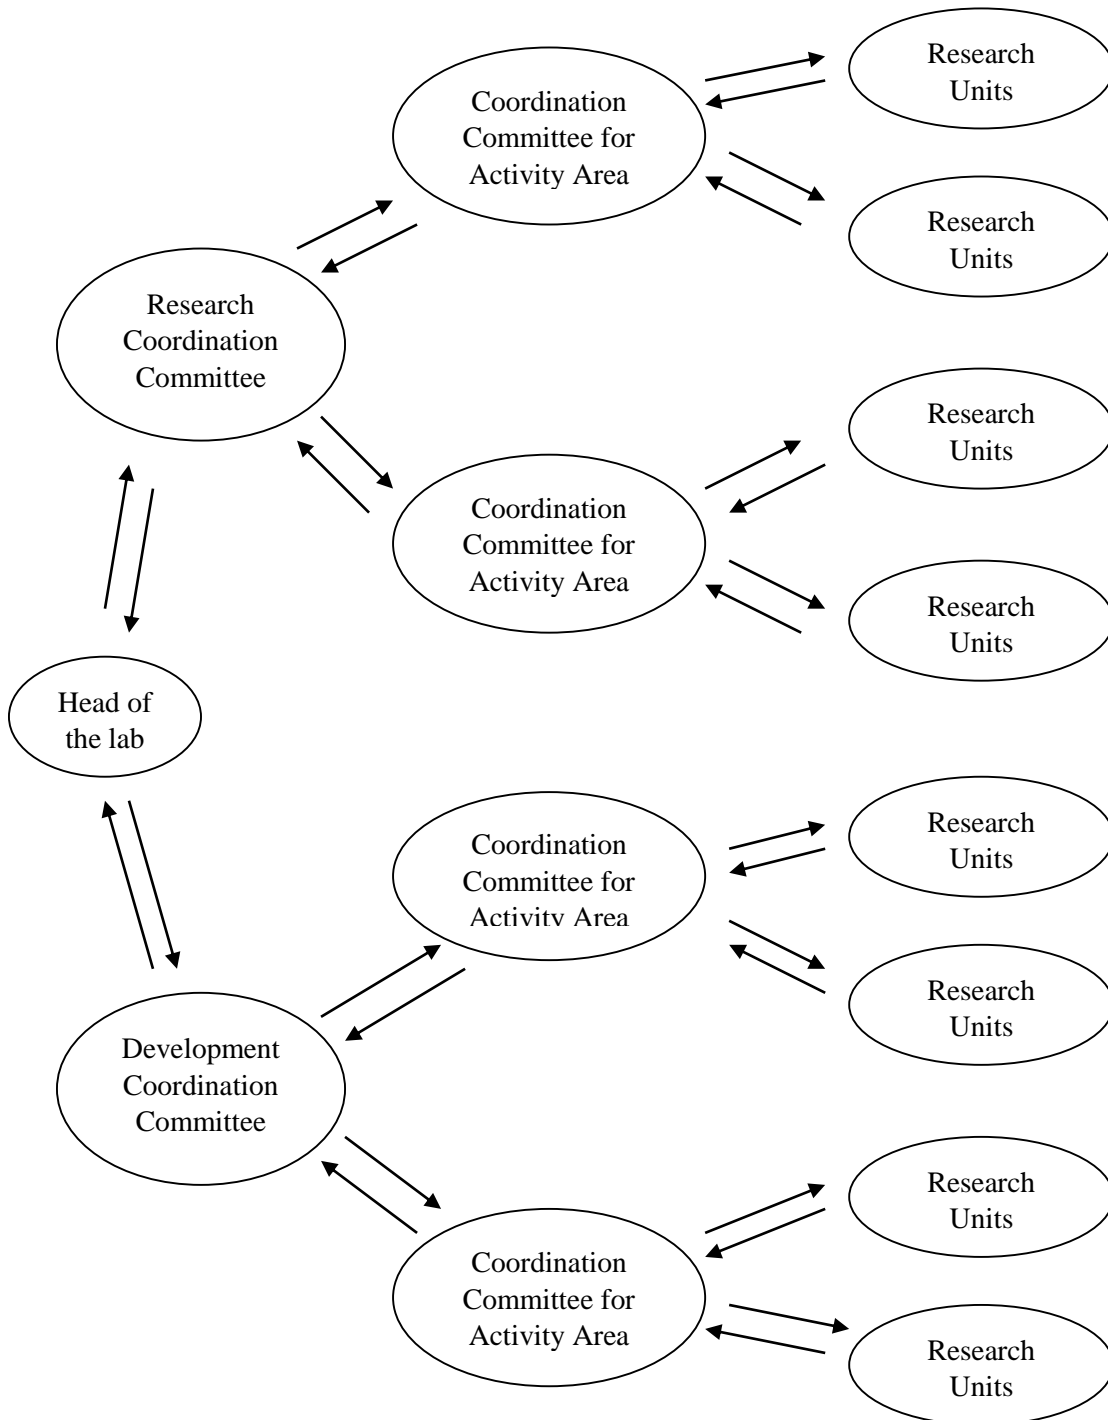 Research
Units
Coordination
Committee for
Activity Area
Research
Units
Research
Coordination
Committee
Research
Units
Coordination
Committee for
Activity Area
Research
Units
Head of
the lab
Research
Units
Coordination
Committee for
Activity Area
Research
Units
Development
Coordination
Committee
Research
Units
Coordination
Committee for
Activity Area
Research
Units